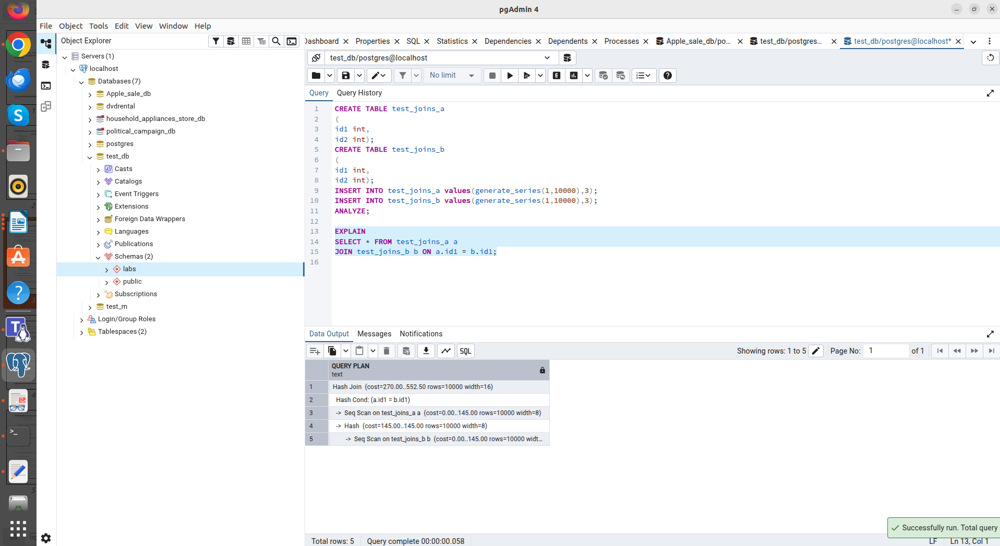 pgAdmin 4
File Object Tools Edit View Window Help
Object Explorer
Dashboard Properties SQL Statistics Dependencies Dependents Processes Apple_sale_db/po... test_db/postgres... test_db/postgres@localhost*
Servers (1)
localhost
Databases (7)
Apple_sale_db
dvdrental
household_appliances_store_db
political_campaign_db
postgres
test_db
Casts
Catalogs
Event Triggers
Extensions
Foreign Data Wrappers
Languages
Publications
Schemas (2)
labs
public
Subscriptions
test_m
Login/Group Roles
Tablespaces (2)
test_db/postgres@localhost
No limit
E
Query Query History
1 CREATE TABLE test_joins_a
2 (
3 id1 int,
4 id2 int);
5 CREATE TABLE test_joins_b
6 (
7 id1 int,
8 id2 int);
9 INSERT INTO test_joins_a values(generate_series(1,10000),3);
10 INSERT INTO test_joins_b values(generate_series(1,10000),3);
11 ANALYZE;
12
13 EXPLAIN
14 SELECT * FROM test_joins_a a
15 JOIN test_joins_b b ON a.id1 = b.id1;
16
Data Output Messages Notifications
SQL Showing rows: 1 to 5 Page No: 1 of 1
QUERY PLAN
text
1 Hash Join (cost=270.00..552.50 rows=10000 width=16)
2 Hash Cond: (a.id1 = b.id1)
3 -> Seq Scan on test_joins_a a (cost=0.00..145.00 rows=10000 width=8)
4 -> Hash (cost=145.00..145.00 rows=10000 width=8)
5 -> Seq Scan on test_joins_b b (cost=0.00..145.00 rows=10000 widt...
Successfully run. Total query
Total rows: 5 Query complete 00:00:00.058 LF Ln 13, Col 1